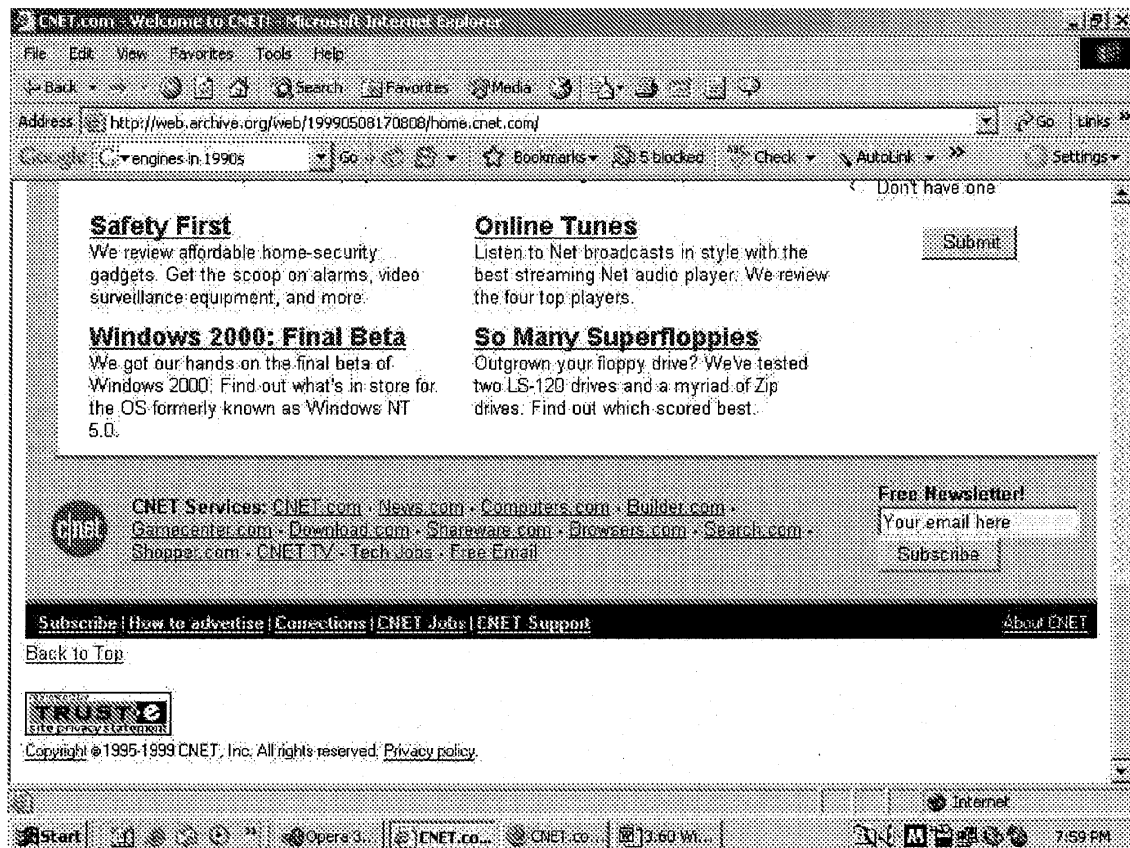 CNET.com - Welcome to CNET! - Microsoft Internet Explorer
File Edit View Favorites Tools Help
Back Search Favorites Media
Address http://web.archive.org/web/19990508170808/home.cnet.com/ Go Links »
Google engines in 1990s Go Bookmarks 5 blocked Check AutoLink » Settings
Don't have one
Safety First
We review affordable home-security
gadgets. Get the scoop on alarms, video
surveillance equipment, and more.
Online Tunes
Listen to Net broadcasts in style with the
best streaming Net audio player. We review
the four top players.
Submit
Windows 2000: Final Beta
We got our hands on the final beta of
Windows 2000. Find out what's in store for
the OS formerly known as Windows NT
5.0.
So Many Superfloppies
Outgrown your floppy drive? We've tested
two LS-120 drives and a myriad of Zip
drives. Find out which scored best.
cnet
CNET Services: CNET.com - News.com - Computers.com - Builder.com -
Gamecenter.com - Download.com - Shareware.com - Browsers.com - Search.com -
Shopper.com - CNET TV - Tech Jobs - Free Email
Free Newsletter!
Your email here
Subscribe
Subscribe | How to advertise | Corrections | CNET Jobs | CNET Support About CNET
Back to Top
TRUST e
site privacy statement
Copyright ©1995-1999 CNET, Inc. All rights reserved. Privacy policy.
Internet
Start » Opera 3... CNET.co... CNET.co... 3.60 Wi... 7:59 PM